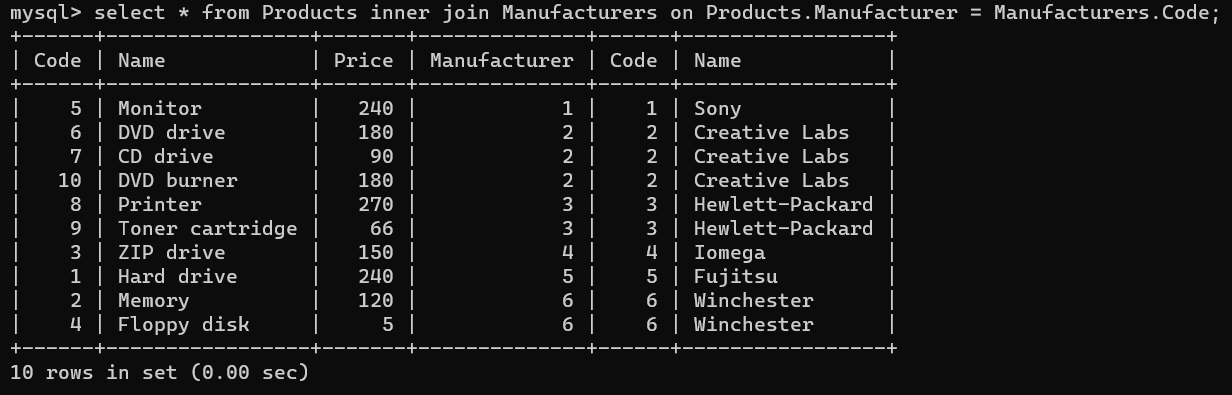 mysql> select * from Products inner join Manufacturers on Products.Manufacturer = Manufacturers.Code;
+------+-----------------+-------+--------------+------+-----------------+
| Code | Name            | Price | Manufacturer | Code | Name            |
+------+-----------------+-------+--------------+------+-----------------+
|    5 | Monitor         |   240 |            1 |    1 | Sony            |
|    6 | DVD drive       |   180 |            2 |    2 | Creative Labs   |
|    7 | CD drive        |    90 |            2 |    2 | Creative Labs   |
|   10 | DVD burner      |   180 |            2 |    2 | Creative Labs   |
|    8 | Printer         |   270 |            3 |    3 | Hewlett-Packard |
|    9 | Toner cartridge |    66 |            3 |    3 | Hewlett-Packard |
|    3 | ZIP drive       |   150 |            4 |    4 | Iomega          |
|    1 | Hard drive      |   240 |            5 |    5 | Fujitsu         |
|    2 | Memory          |   120 |            6 |    6 | Winchester      |
|    4 | Floppy disk     |     5 |            6 |    6 | Winchester      |
+------+-----------------+-------+--------------+------+-----------------+
10 rows in set (0.00 sec)